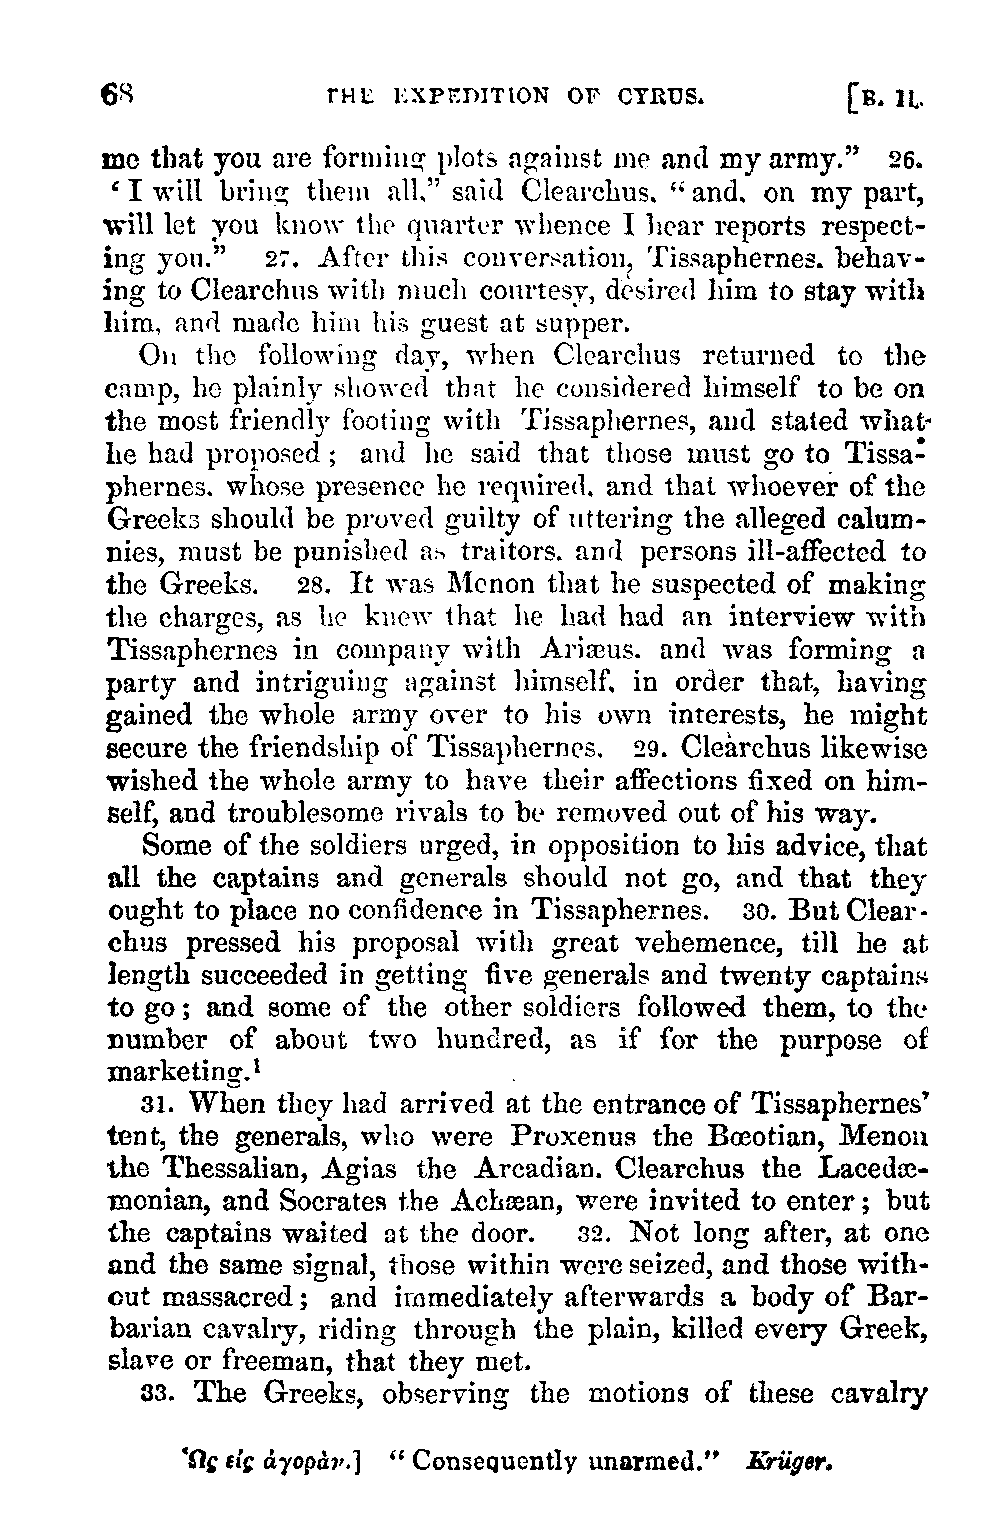 68 THE EXPEDITION OF CYRUS. [B. II.
me that you are forming plots against me and my army.” 26.
‘I will bring them all,” said Clearchus, “and, on my part,
will let you know the quarter whence I hear reports respect-
ing you.” 27. After this conversation, Tissaphernes, behav-
ing to Clearchus with much courtesy, desired him to stay with
him, and made him his guest at supper.
On the following day, when Clearchus returned to the
camp, he plainly showed that he considered himself to be on
the most friendly footing with Tissaphernes, and stated what
he had proposed; and he said that those must go to Tissa-
phernes, whose presence he required, and that whoever of the
Greeks should be proved guilty of uttering the alleged calum-
nies, must be punished as traitors, and persons ill-affected to
the Greeks. 28. It was Menon that he suspected of making
the charges, as he knew that he had had an interview with
Tissaphernes in company with Ariæus, and was forming a
party and intriguing against himself, in order that, having
gained the whole army over to his own interests, he might
secure the friendship of Tissaphernes. 29. Clearchus likewise
wished the whole army to have their affections fixed on him-
self, and troublesome rivals to be removed out of his way.
Some of the soldiers urged, in opposition to his advice, that
all the captains and generals should not go, and that they
ought to place no confidence in Tissaphernes. 30. But Clear-
chus pressed his proposal with great vehemence, till he at
length succeeded in getting five generals and twenty captains
to go; and some of the other soldiers followed them, to the
number of about two hundred, as if for the purpose of
marketing.¹
31. When they had arrived at the entrance of Tissaphernes’
tent, the generals, who were Proxenus the Bœotian, Menon
the Thessalian, Agias the Arcadian, Clearchus the Lacedæ-
monian, and Socrates the Achæan, were invited to enter; but
the captains waited at the door. 32. Not long after, at one
and the same signal, those within were seized, and those with-
out massacred; and immediately afterwards a body of Bar-
barian cavalry, riding through the plain, killed every Greek,
slave or freeman, that they met.
33. The Greeks, observing the motions of these cavalry
Ὡς εἰς ἀγορὰν.] “Consequently unarmed.” Krüger.